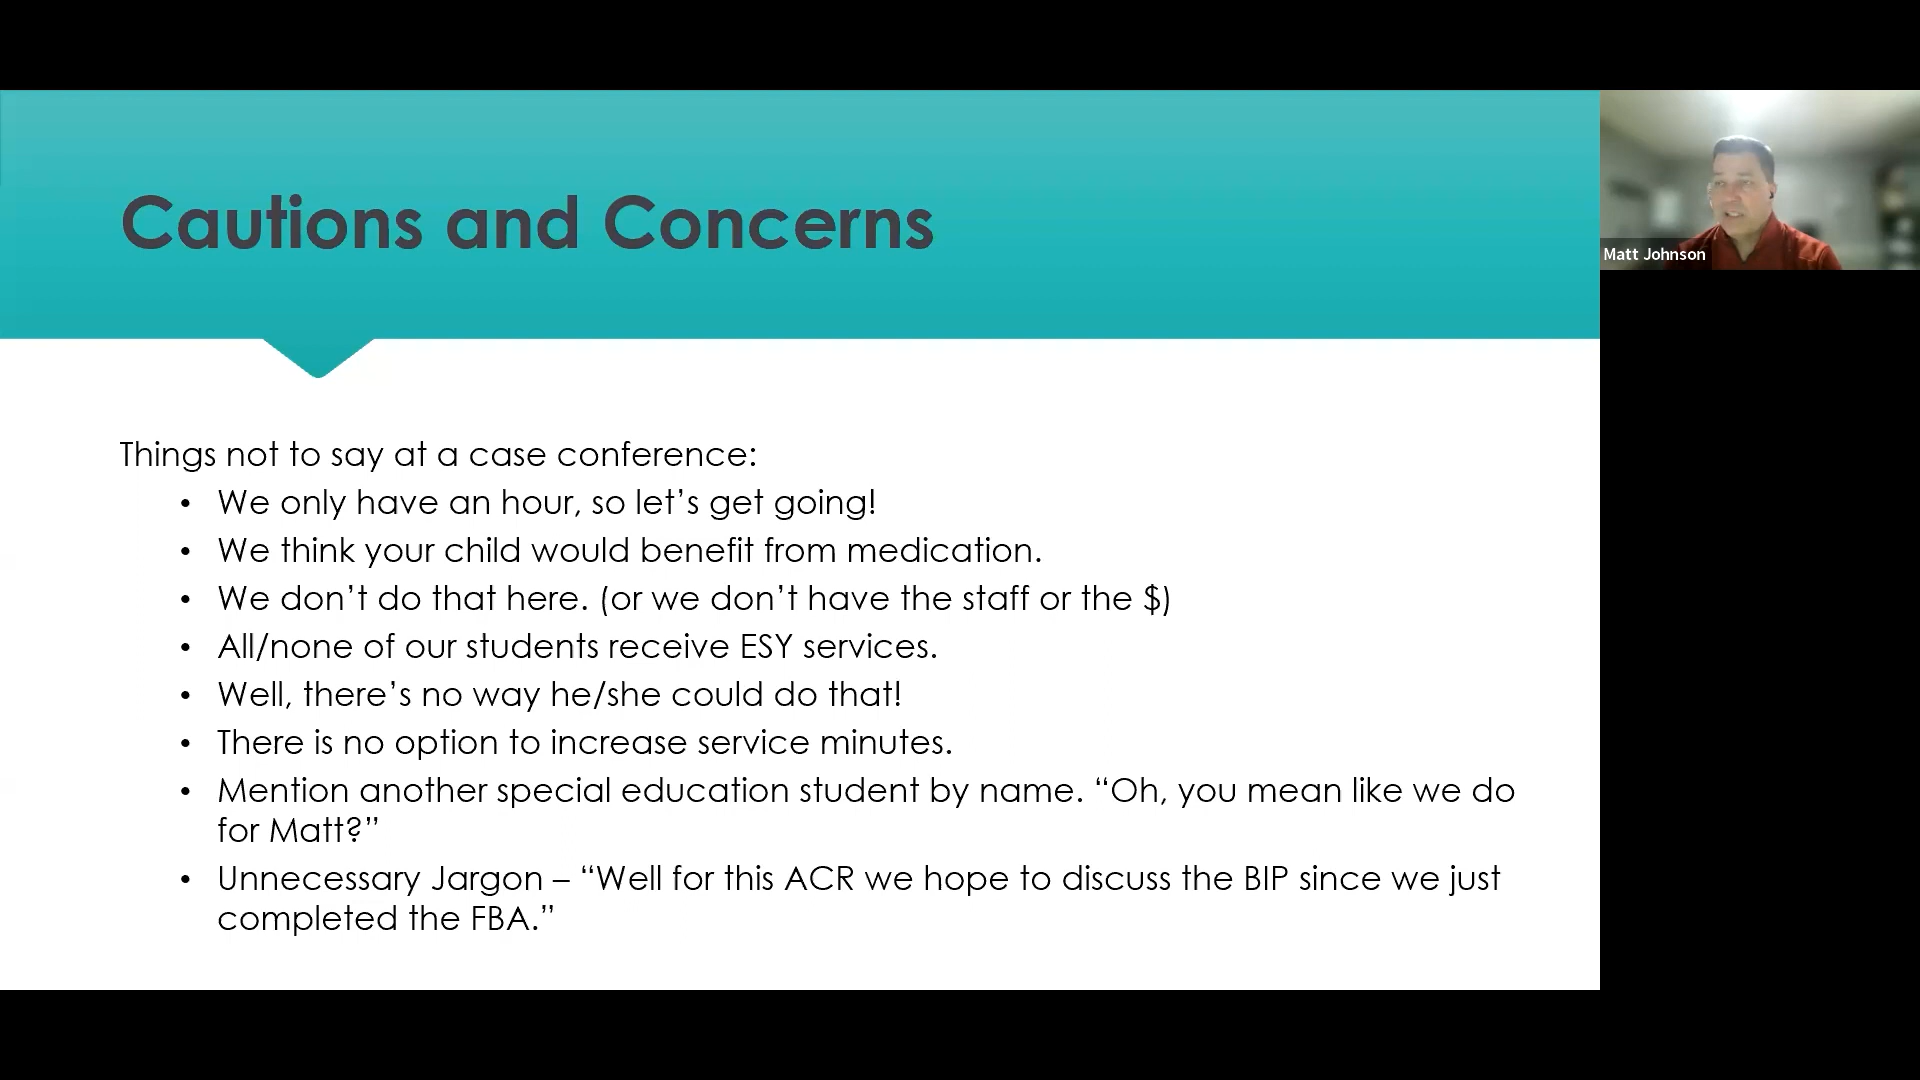 Cautions and Concerns
Matt Johnson
Things not to say at a case conference:
• We only have an hour, so let’s get going!
• We think your child would benefit from medication.
• We don’t do that here. (or we don’t have the staff or the $)
• All/none of our students receive ESY services.
• Well, there’s no way he/she could do that!
• There is no option to increase service minutes.
• Mention another special education student by name. “Oh, you mean like we do
for Matt?”
• Unnecessary Jargon – “Well for this ACR we hope to discuss the BIP since we just
completed the FBA.”